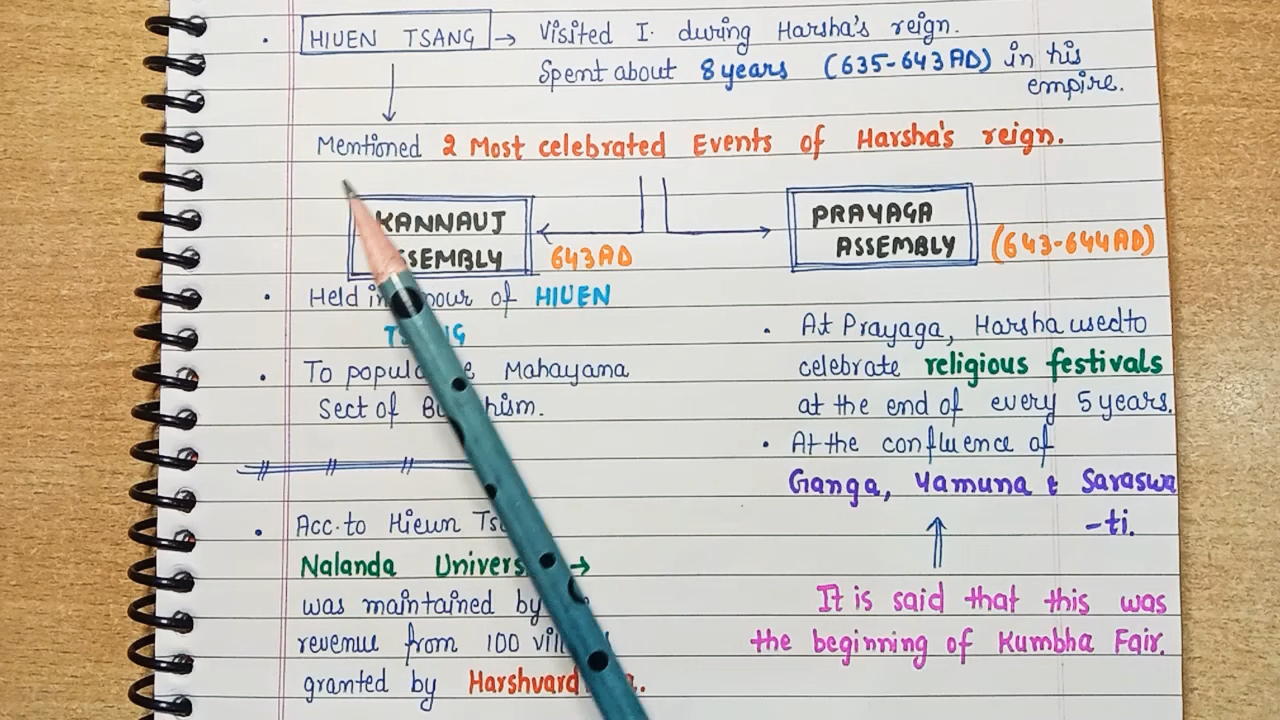 HIUEN TSANG → Visited I. during Harsha's reign.
Spent about 8 years (635-643AD) in his
empire.
Mentioned 2 Most celebrated Events of Harsha's reign.
KANNAUJ
SSEMBLY
643AD
Held in
our of HIUEN
To popul
e Mahayana
Sect of Bu
hism.
Acc. to Hieun Ts
Nalanda Univers →
was maintained by
revenue from 100 vill
granted by Harshvard
PRAYAGA
ASSEMBLY
(643-644AD)
At Prayaga, Harsha used to
celebrate religious festivals
at the end of every 5 years.
At the confluence of
Ganga, Yamuna & Saraswa
-ti.
It is said that this was
the beginning of Kumbha Fair.